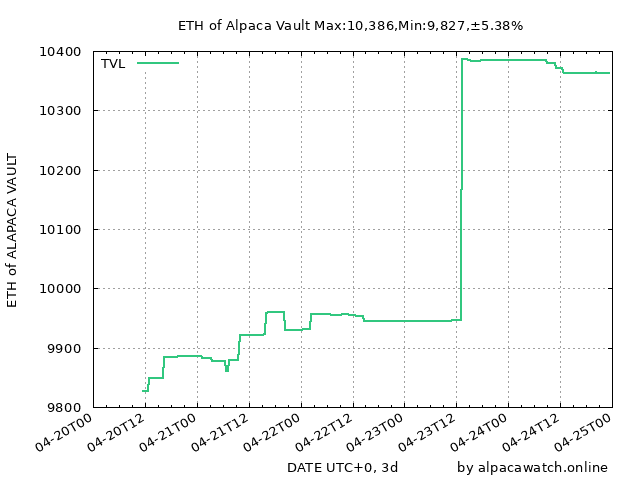 ETH of Alpaca Vault Max:10,386,Min:9,827,±5.38%
TVL
10400
10300
10200
10100
10000
9900
9800
ETH of ALAPACA VAULT
04-20T00
04-20T12
04-21T00
04-21T12
04-22T00
04-22T12
04-23T00
04-23T12
04-24T00
04-24T12
04-25T00
DATE UTC+0, 3d
by alpacawatch.online